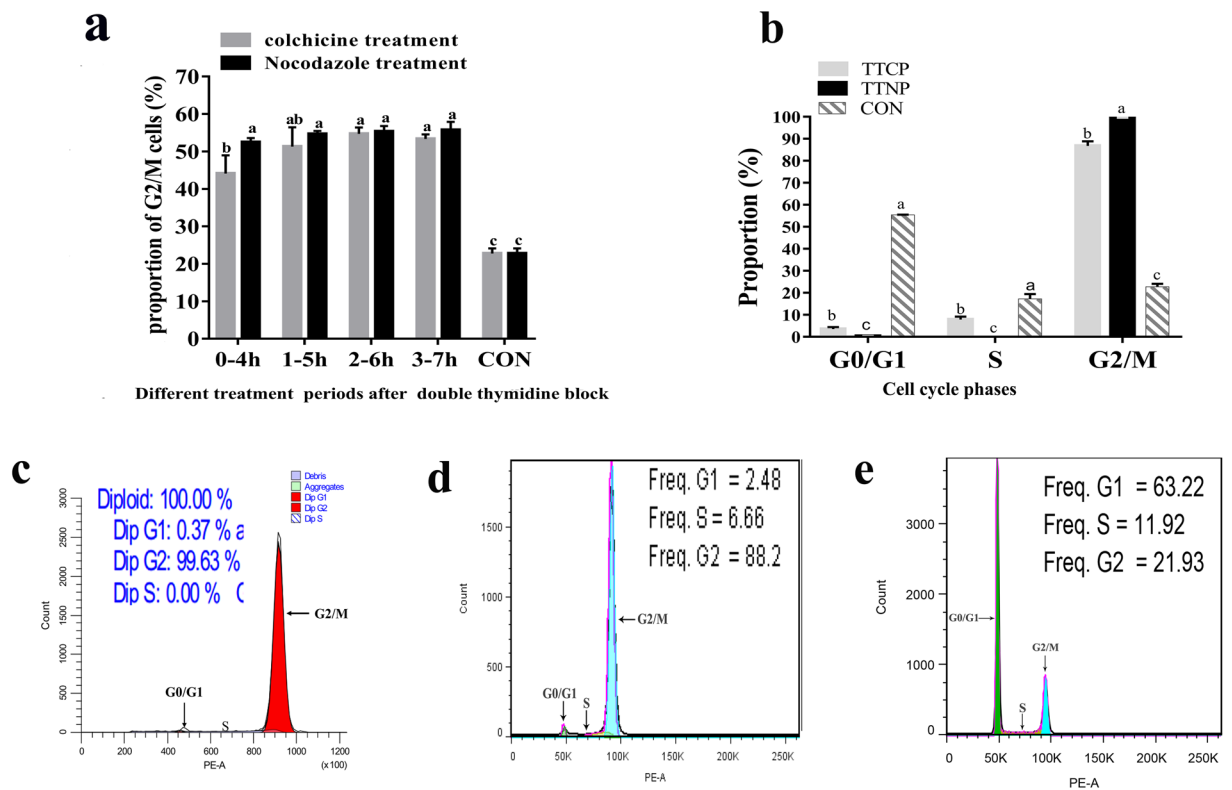 a
colchicine treatment
Nocodazole treatment
proportion of G2/M cells (%)
70
60
50
40
30
20
10
0
b
a
ab
a
a
a
a
a
c
c
0-4h
1-5h
2-6h
3-7h
CON
Different treatment periods after double thymidine block
b
TTCP
TTNP
CON
Proportion (%)
100
90
80
70
60
50
40
30
20
10
0
b
c
a
b
c
a
b
a
c
G0/G1
S
G2/M
Cell cycle phases
c
Debris
Aggregates
Dip G1
Dip G2
Dip S
Diploid: 100.00 %
Dip G1: 0.37 % a
Dip G2: 99.63 %
Dip S: 0.00 %
Count
3000
2500
2000
1500
1000
500
0
G0/G1
S
G2/M
0
200
400
600
800
1000
1200
PE-A
(x100)
d
Freq. G1 = 2.48
Freq. S = 6.66
Freq. G2 = 88.2
Count
1500
1000
500
0
G0/G1
S
G2/M
0
50K
100K
150K
200K
250K
PE-A
e
Freq. G1 = 63.22
Freq. S = 11.92
Freq. G2 = 21.93
Count
3000
2000
1000
0
G0/G1
S
G2/M
0
50K
100K
150K
200K
250K
PE-A